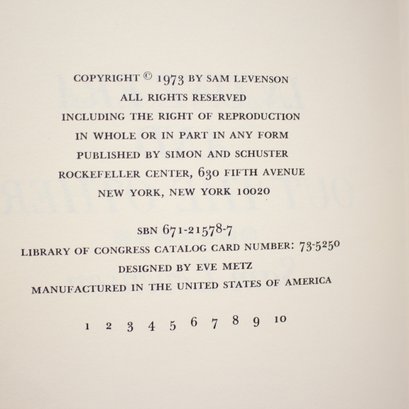 COPYRIGHT © 1973 BY SAM LEVENSON
ALL RIGHTS RESERVED
INCLUDING THE RIGHT OF REPRODUCTION
IN WHOLE OR IN PART IN ANY FORM
PUBLISHED BY SIMON AND SCHUSTER
ROCKEFELLER CENTER, 630 FIFTH AVENUE
NEW YORK, NEW YORK 10020
SBN 671-21578-7
LIBRARY OF CONGRESS CATALOG CARD NUMBER: 73-5250
DESIGNED BY EVE METZ
MANUFACTURED IN THE UNITED STATES OF AMERICA
1 2 3 4 5 6 7 8 9 10